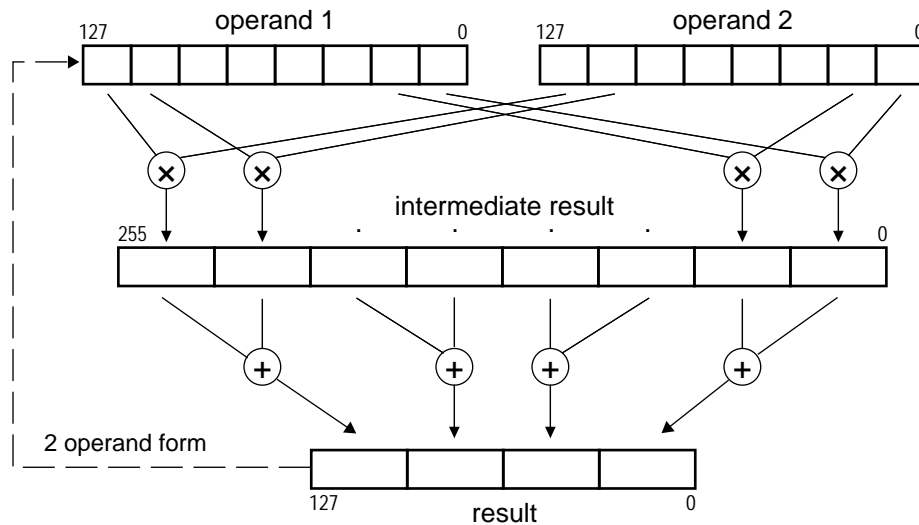 operand 1
operand 2
127
0
127
0
×
×
×
×
intermediate result
255
. . . .
0
+
+
+
+
2 operand form
127
0
result